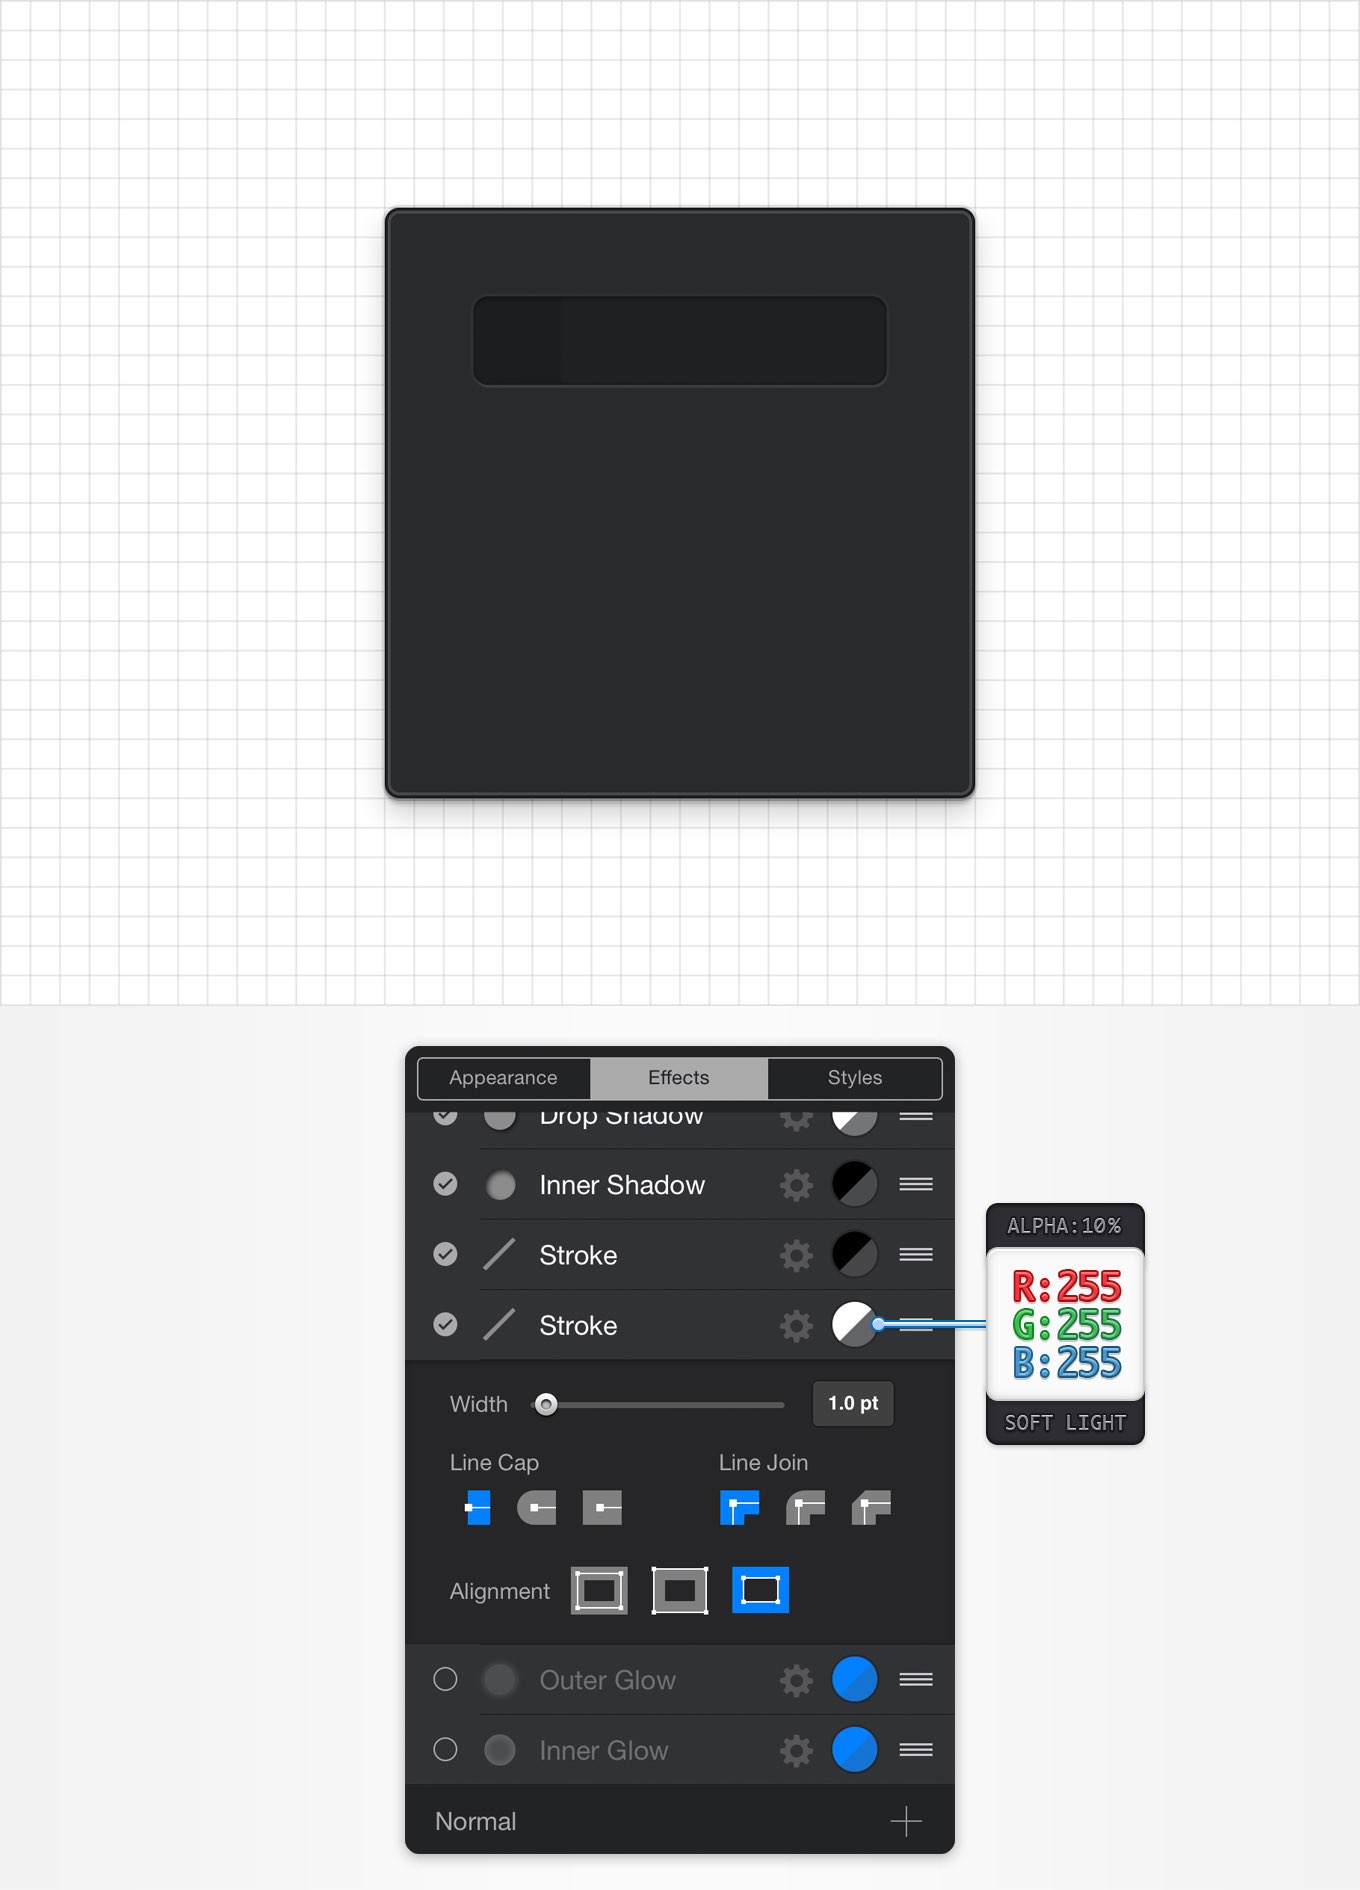 Appearance Effects Styles
Drop Shadow
Inner Shadow
Stroke
Stroke
ALPHA:10%
R:255
G:255
B:255
SOFT LIGHT
Width 1.0 pt
Line Cap Line Join
Alignment
Outer Glow
Inner Glow
Normal